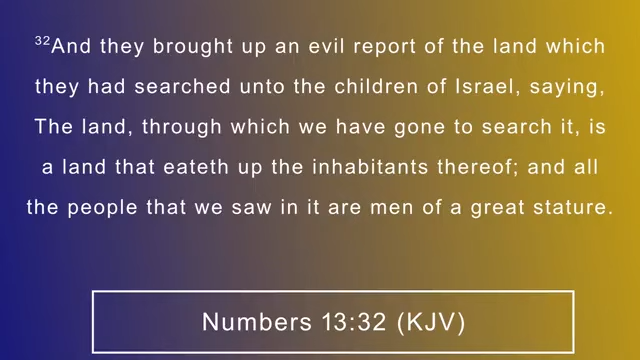 32And they brought up an evil report of the land which
they had searched unto the children of Israel, saying,
The land, through which we have gone to search it, is
a land that eateth up the inhabitants thereof; and all
the people that we saw in it are men of a great stature.
Numbers 13:32 (KJV)